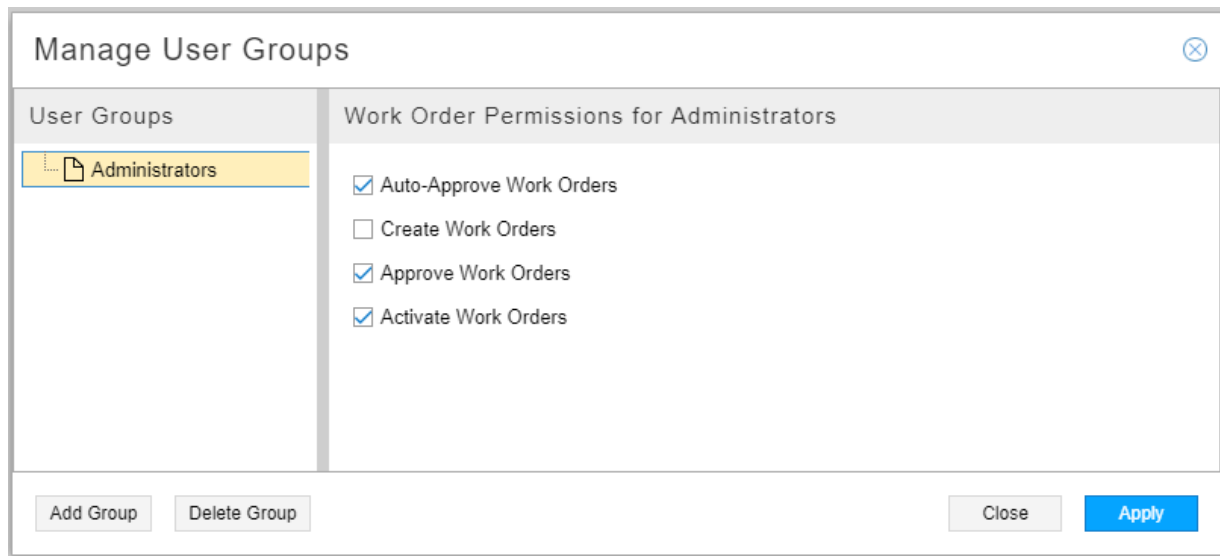 Manage User Groups
User Groups
Administrators
Work Order Permissions for Administrators
Auto-Approve Work Orders
Create Work Orders
Approve Work Orders
Activate Work Orders
Add Group
Delete Group
Close
Apply